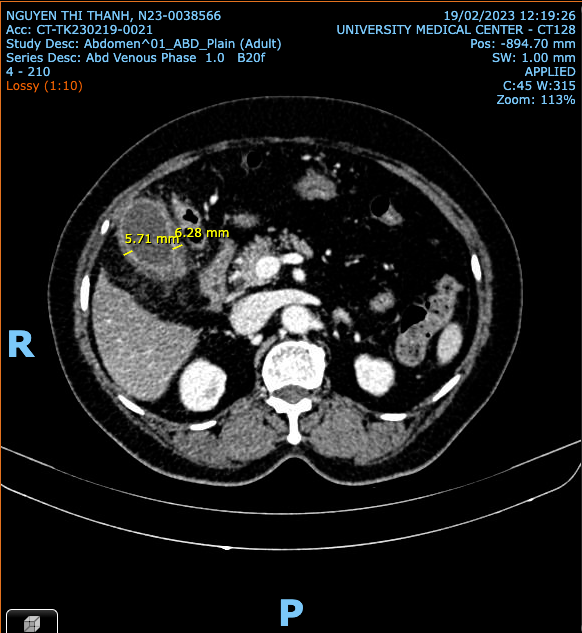 NGUYEN THI THANH, N23-0038566
Acc: CT-TK230219-0021
Study Desc: Abdomen^01_ABD_Plain (Adult)
Series Desc: Abd Venous Phase 1.0 B20f
4 - 210
Lossy (1:10)
19/02/2023 12:19:26
UNIVERSITY MEDICAL CENTER - CT128
Pos: -894.70 mm
SW: 1.00 mm
APPLIED
C:45 W:315
Zoom: 113%
5.71 mm
6.28 mm
R
P